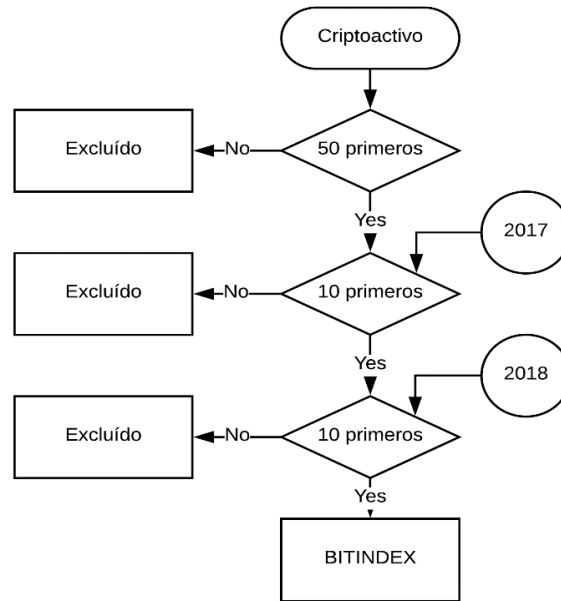 Criptoactivo
Excluído
No
50 primeros
Yes
2017
Excluído
No
10 primeros
Yes
2018
Excluído
No
10 primeros
Yes
BITINDEX